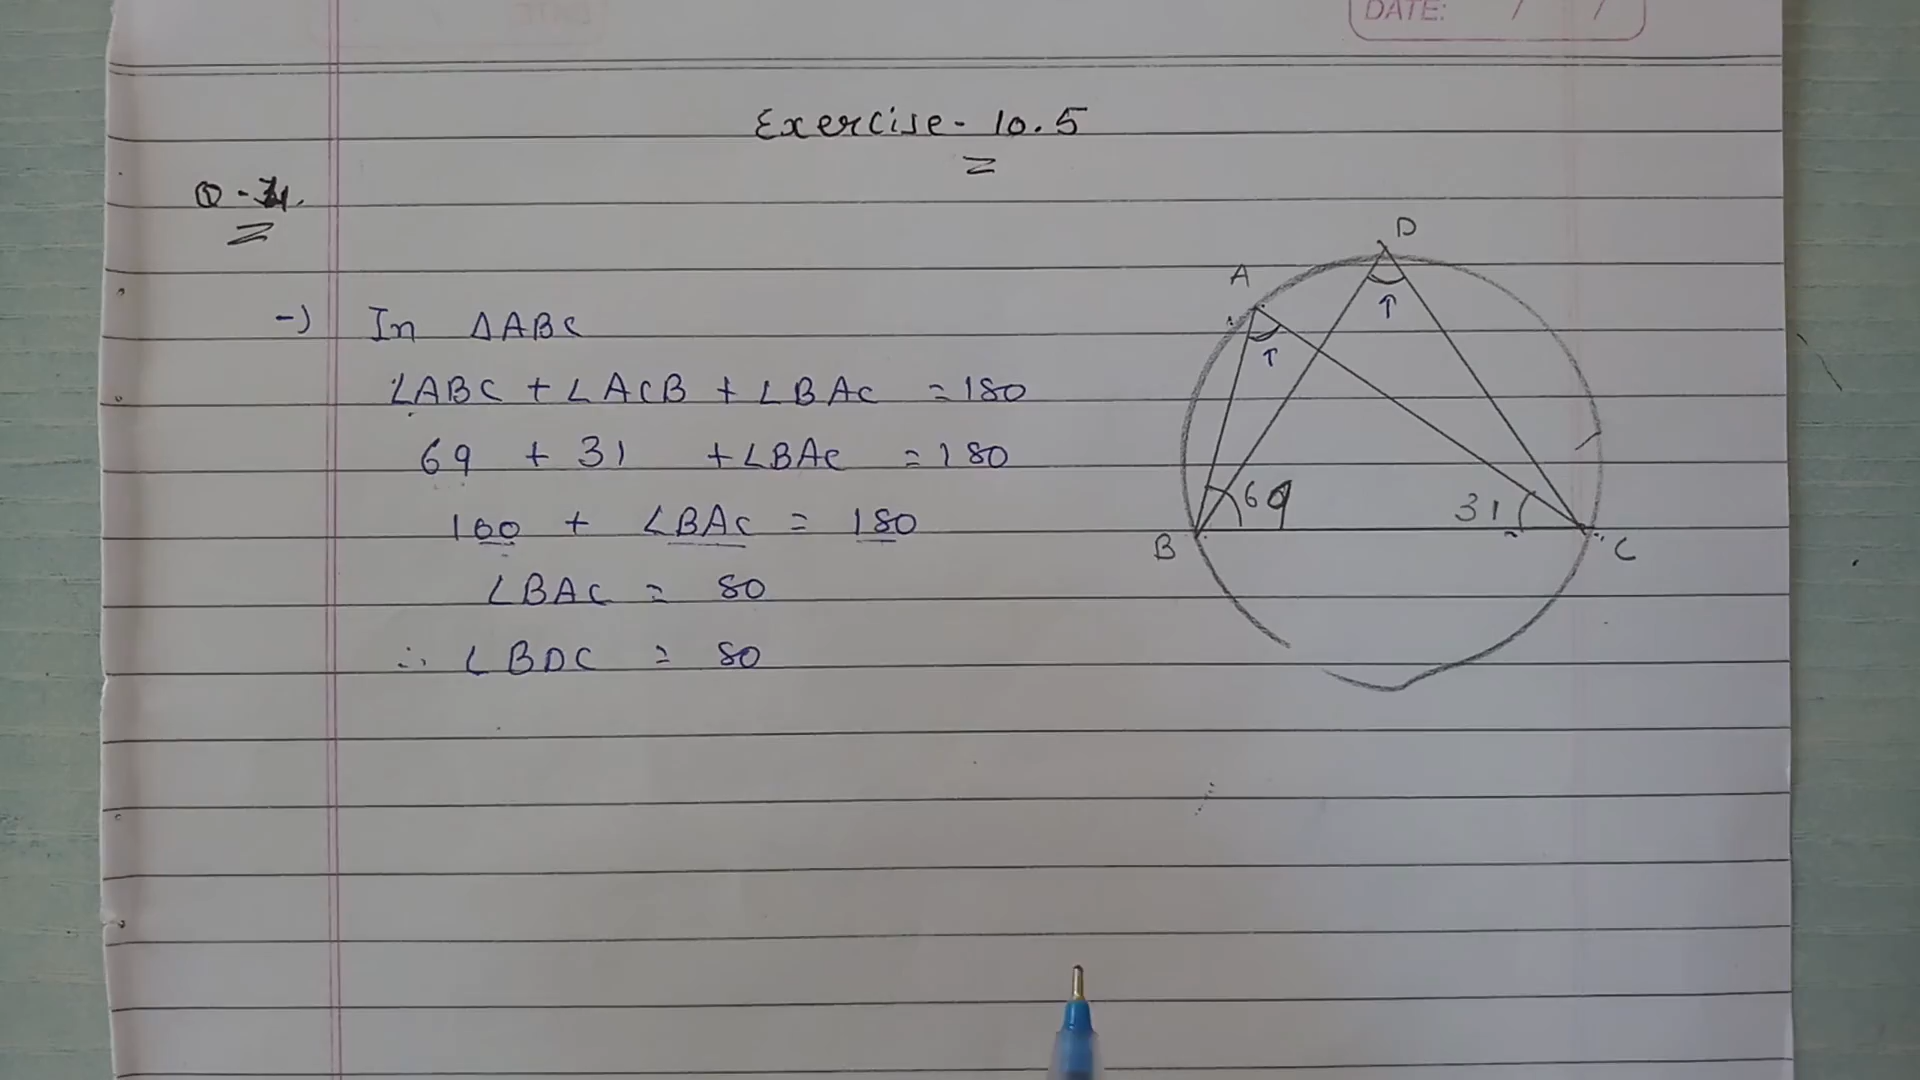 DATE: / /
Exercise - 10.5
Q - 4.
In ΔABC
∠ABC + ∠ACB + ∠BAC = 180
69 + 31 + ∠BAC = 180
100 + ∠BAC = 180
∠BAC = 80
∴ ∠BDC = 80
D
A
69
31
B
C